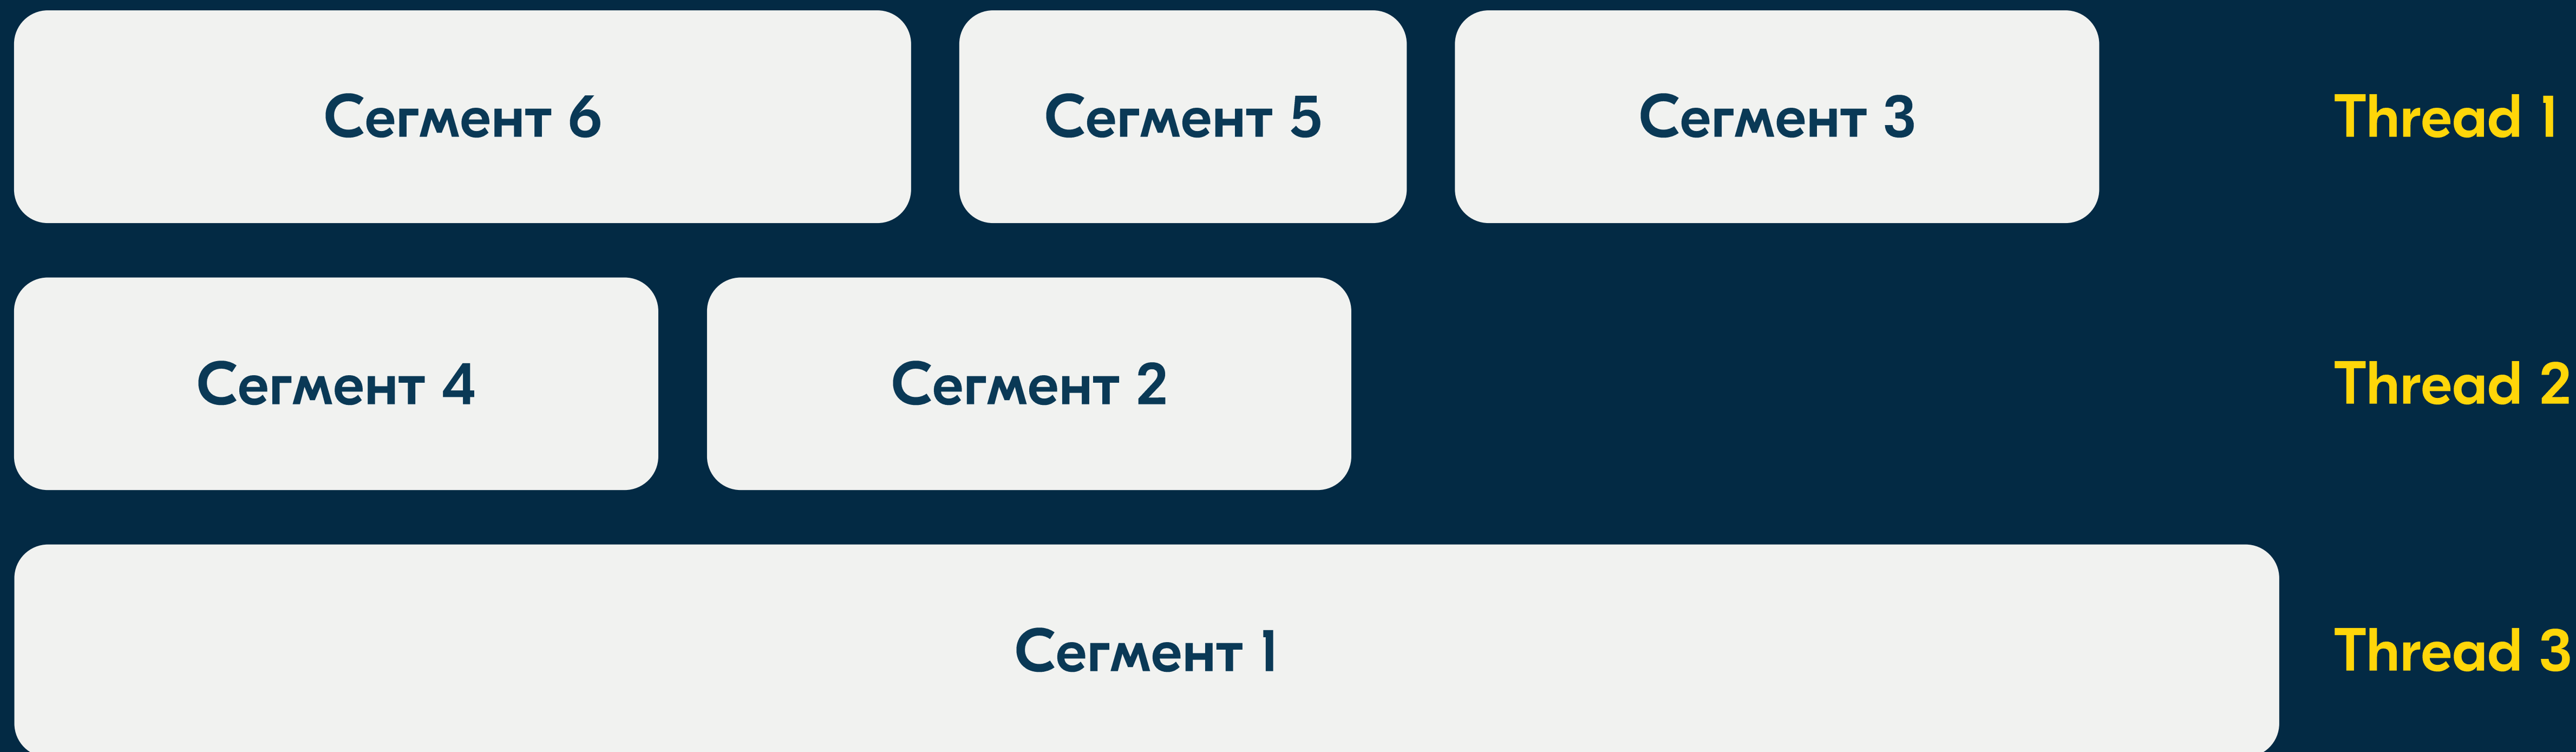 Сегмент 6 Сегмент 5 Сегмент 3 Thread 1
Сегмент 4 Сегмент 2 Thread 2
Сегмент 1 Thread 3